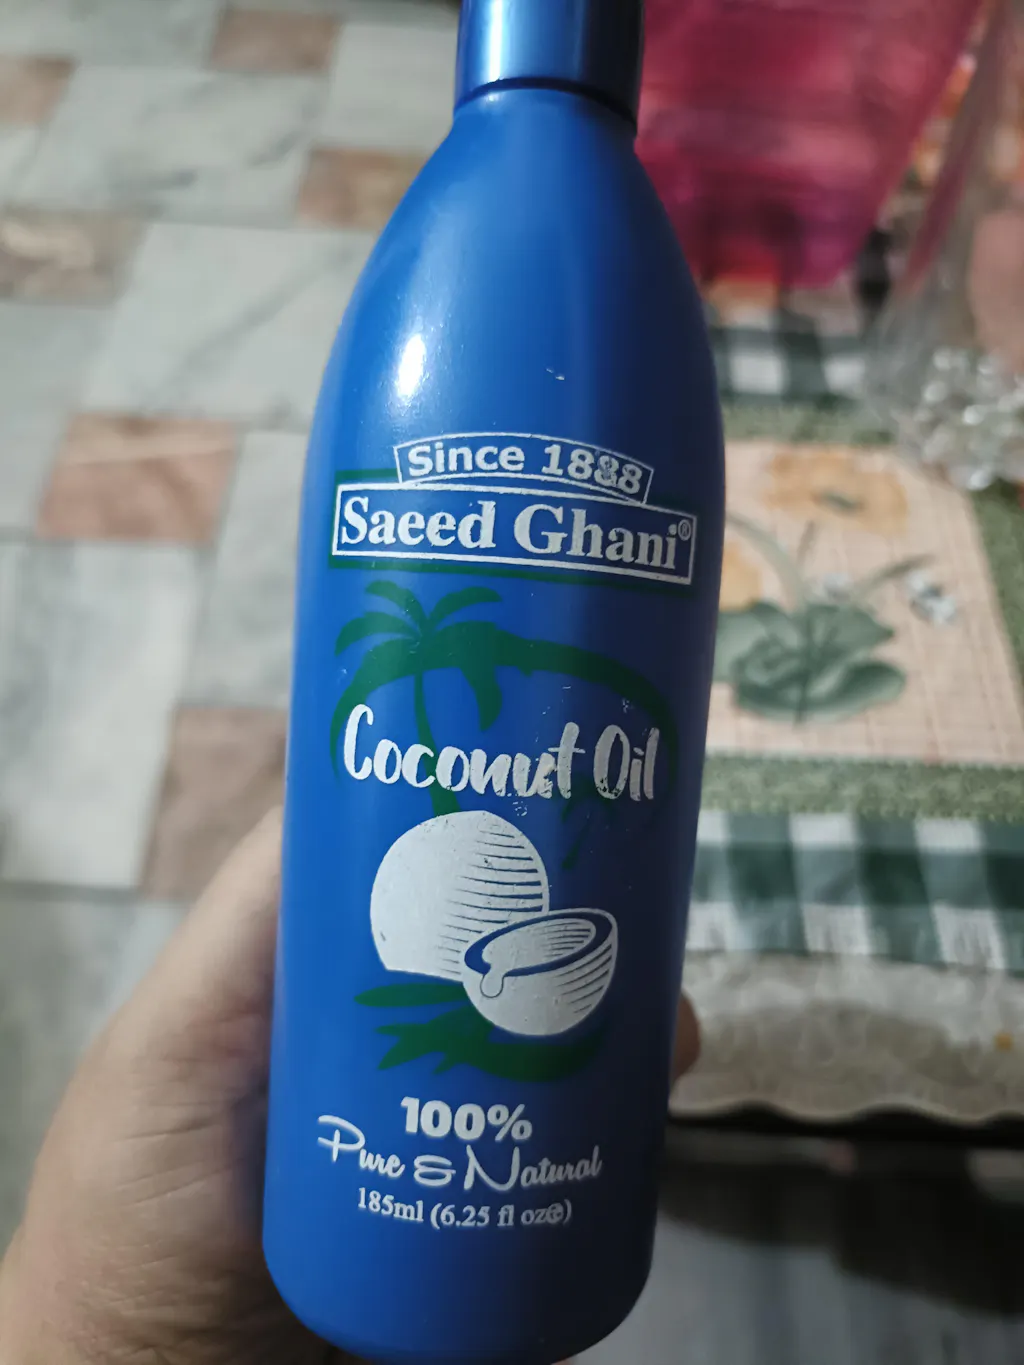 Since 1888
Saeed Ghani®
Coconut Oil
100%
Pure & Natural
185ml (6.25 fl oz℮)